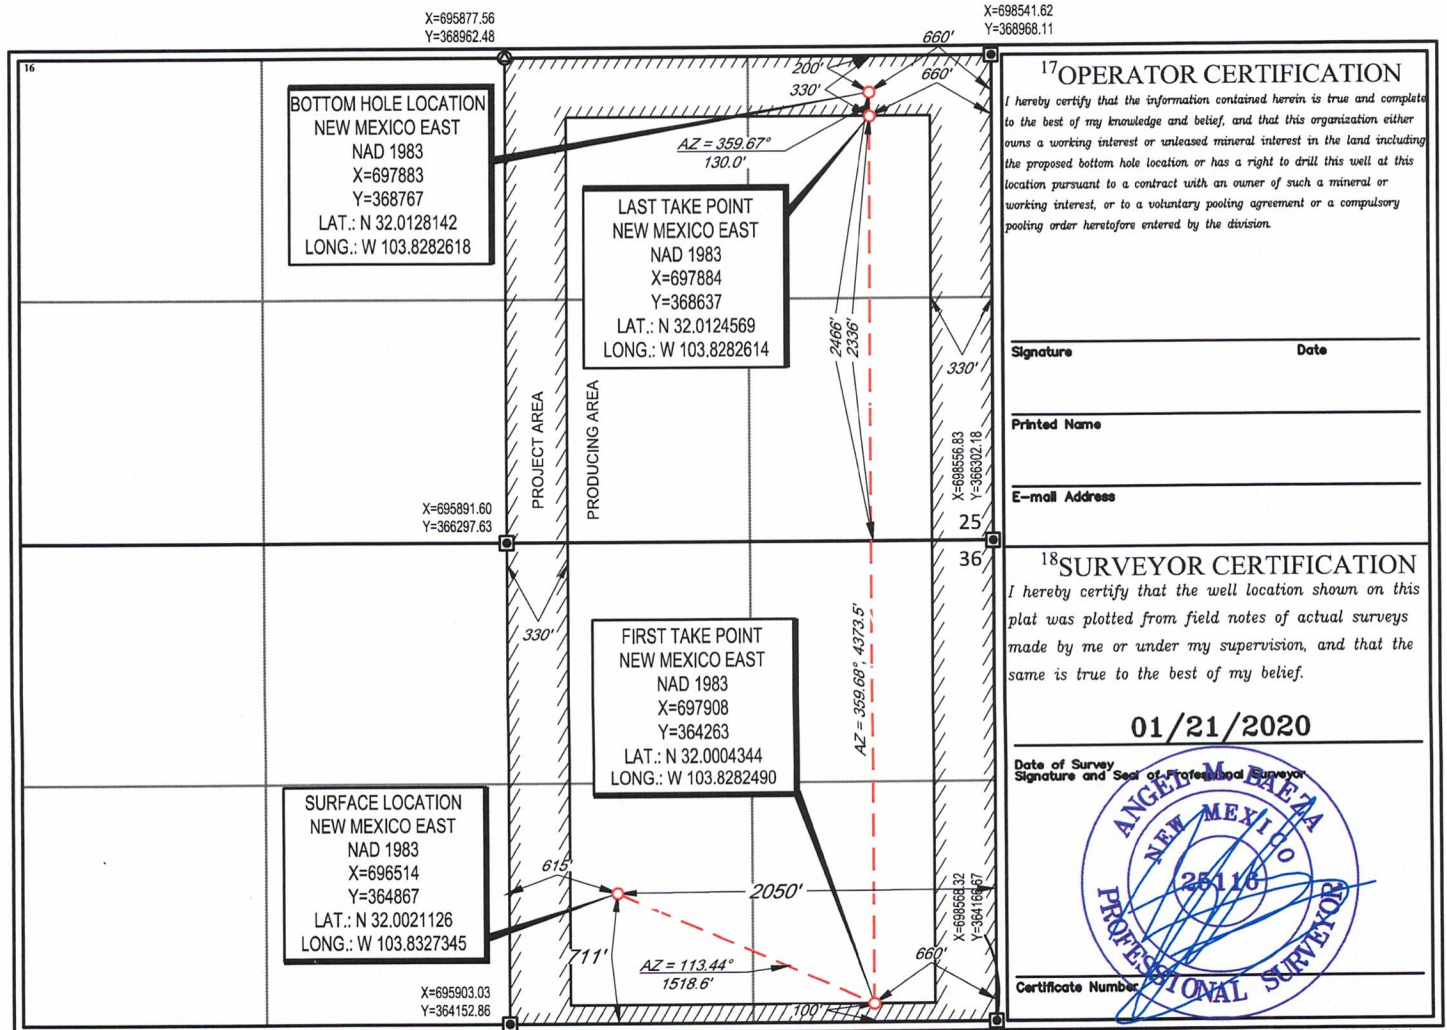 X=695877.56
Y=368962.48
X=698541.62
Y=368968.11
16
660'
200'
330'
660'
BOTTOM HOLE LOCATION
NEW MEXICO EAST
NAD 1983
X=697883
Y=368767
LAT.: N 32.0128142
LONG.: W 103.8282618
AZ = 359.67°
130.0'
LAST TAKE POINT
NEW MEXICO EAST
NAD 1983
X=697884
Y=368637
LAT.: N 32.0124569
LONG.: W 103.8282614
2466'
2336'
330'
PROJECT AREA
PRODUCING AREA
X=698556.83
Y=366302.18
X=695891.60
Y=366297.63
25
36
330'
FIRST TAKE POINT
NEW MEXICO EAST
NAD 1983
X=697908
Y=364263
LAT.: N 32.0004344
LONG.: W 103.8282490
AZ = 359.68°, 4373.5'
SURFACE LOCATION
NEW MEXICO EAST
NAD 1983
X=696514
Y=364867
LAT.: N 32.0021126
LONG.: W 103.8327345
615'
2050'
X=698568.32
Y=364166.67
711'
AZ = 113.44°
1518.6'
660'
100'
X=695903.03
Y=364152.86
17 OPERATOR CERTIFICATION
I hereby certify that the information contained herein is true and complete
to the best of my knowledge and belief, and that this organization either
owns a working interest or unleased mineral interest in the land including
the proposed bottom hole location or has a right to drill this well at this
location pursuant to a contract with an owner of such a mineral or
working interest, or to a voluntary pooling agreement or a compulsory
pooling order heretofore entered by the division.
Signature Date
Printed Name
E-mail Address
18 SURVEYOR CERTIFICATION
I hereby certify that the well location shown on this
plat was plotted from field notes of actual surveys
made by me or under my supervision, and that the
same is true to the best of my belief.
01/21/2020
Date of Survey
Signature and Seal of Professional Surveyor
ANGEL M. BAEZA
NEW MEXICO
25116
PROFESSIONAL SURVEYOR
Certificate Number